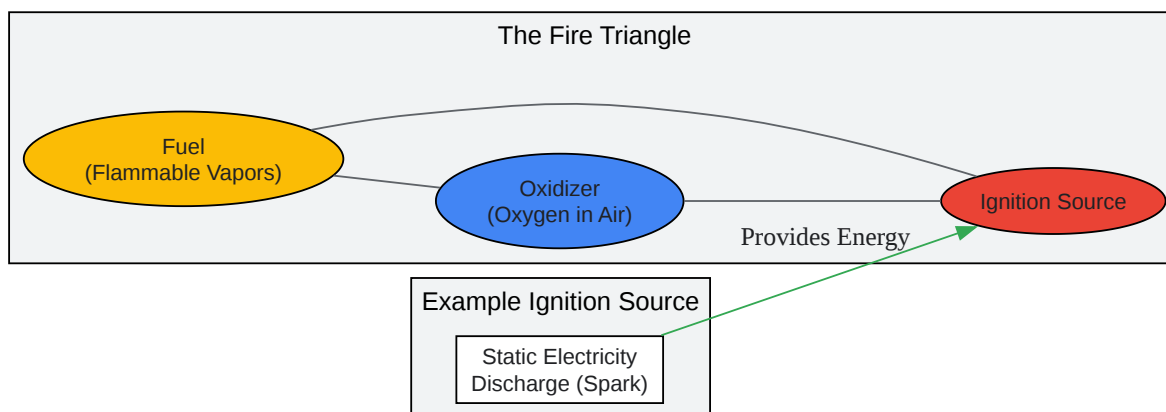 The Fire Triangle
Fuel
(Flammable Vapors)
Oxidizer
(Oxygen in Air)
Ignition Source
Provides Energy
Example Ignition Source
Static Electricity
Discharge (Spark)